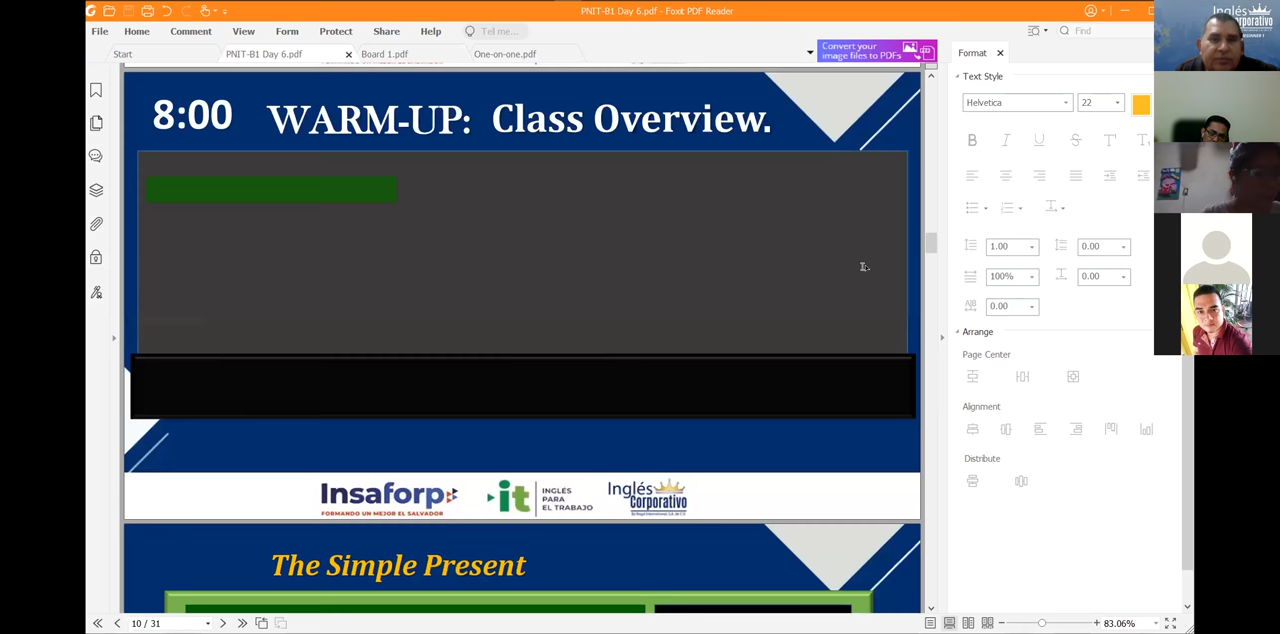 PNIT-B1 Day 6.pdf - Foxit PDF Reader
File Home Comment View Form Protect Share Help Tell me... Find
Start PNIT-B1 Day 6.pdf Board 1.pdf One-on-one.pdf
Convert your
image files to PDFs
Format
Text Style
Helvetica 22
1.00 0.00
100% 0.00
0.00
Arrange
Page Center
Alignment
Distribute
8:00 WARM-UP: Class Overview.
Insaforp
FORMANDO UN MEJOR EL SALVADOR
it
INGLÉS
PARA
EL TRABAJO
Inglés
Corporativo
The Simple Present
10 / 31
83.06%
Inglés
Corporativo